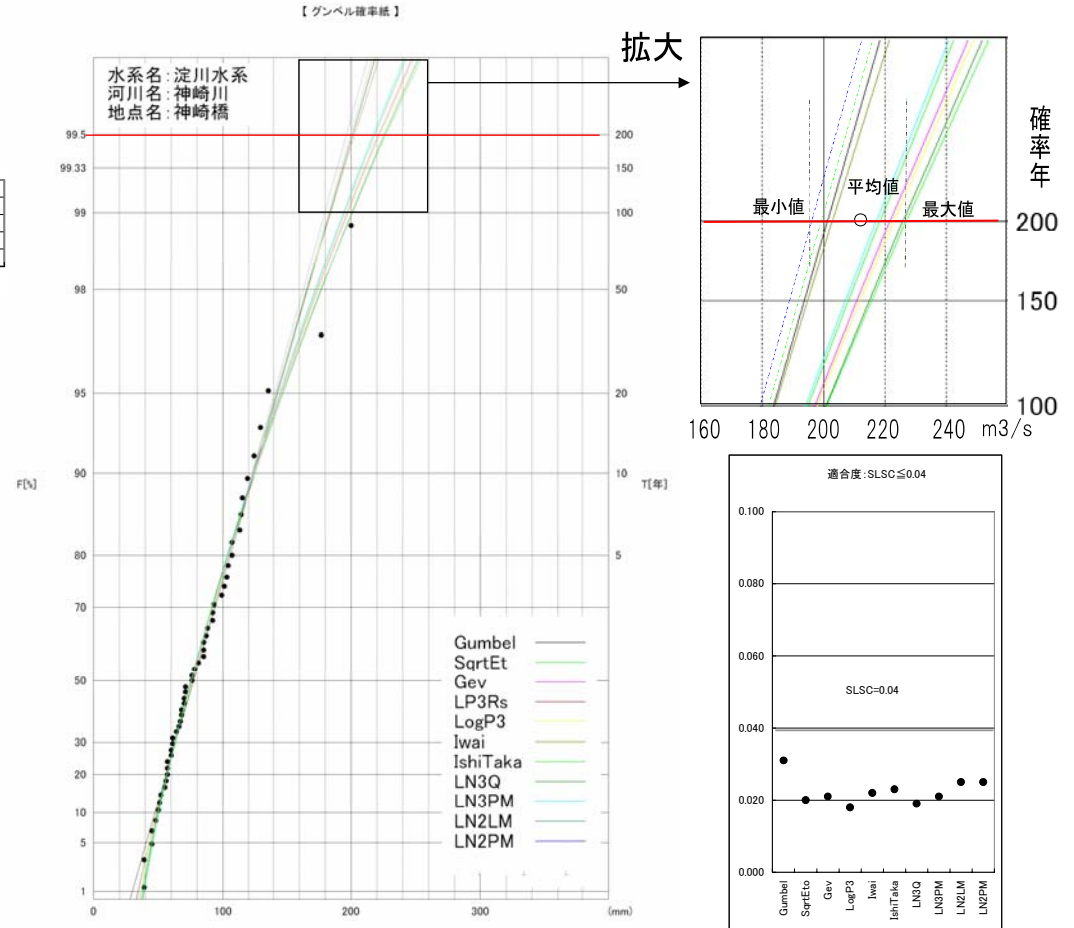 【 グンベル確率紙 】
水系名:淀川水系
河川名:神崎川
地点名:神崎橋
99.5
99.33
99
98
95
90
80
70
50
30
20
10
5
1
F[%]
200
150
100
50
20
10
5
T[年]
0
100
200
300
(mm)
Gumbel
SqrtEt
Gev
LP3Rs
LogP3
Iwai
IshiTaka
LN3Q
LN3PM
LN2LM
LN2PM
拡大
確率年
最小値
平均値
最大値
200
150
100
160
180
200
220
240
m3/s
適合度:SLSC≦0.04
0.100
0.080
0.060
0.040
0.020
0.000
SLSC=0.04
Gumbel
SqrtEto
Gev
LogP3
Iwai
IshiTaka
LN3Q
LN3PM
LN2LM
LN2PM